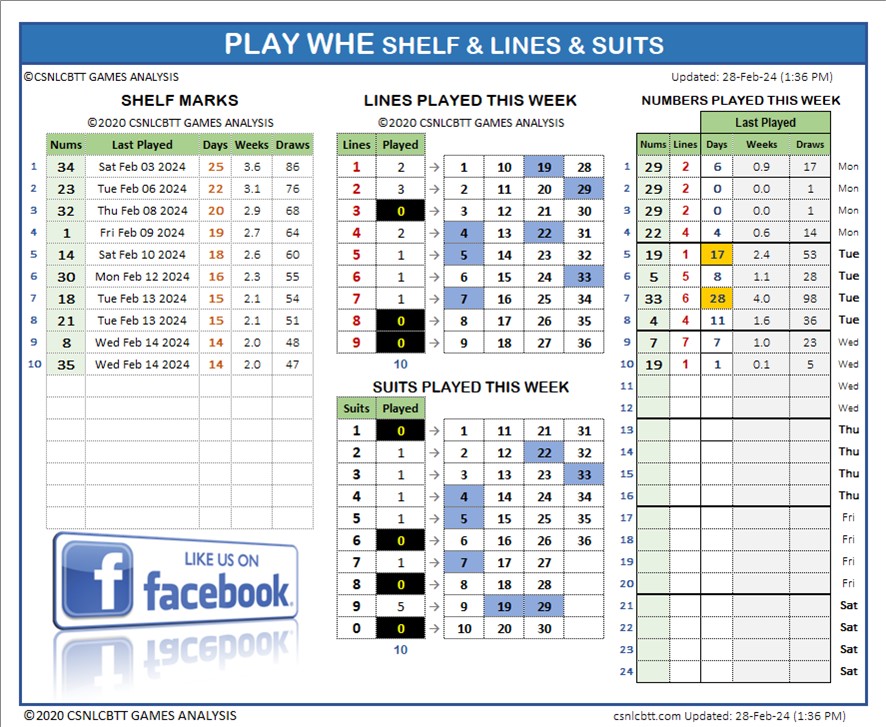 PLAY WHE SHELF & LINES & SUITS
©CSNLCBTT GAMES ANALYSIS
Updated: 28-Feb-24 (1:36 PM)
SHELF MARKS
©2020 CSNLCBTT GAMES ANALYSIS
Nums Last Played Days Weeks Draws
1 34 Sat Feb 03 2024 25 3.6 86
2 23 Tue Feb 06 2024 22 3.1 76
3 32 Thu Feb 08 2024 20 2.9 68
4 1 Fri Feb 09 2024 19 2.7 64
5 14 Sat Feb 10 2024 18 2.6 60
6 30 Mon Feb 12 2024 16 2.3 55
7 18 Tue Feb 13 2024 15 2.1 54
8 21 Tue Feb 13 2024 15 2.1 51
9 8 Wed Feb 14 2024 14 2.0 48
10 35 Wed Feb 14 2024 14 2.0 47
LIKE US ON
facebook
LINES PLAYED THIS WEEK
©2020 CSNLCBTT GAMES ANALYSIS
Lines Played
1 2 → 1 10 19 28
2 3 → 2 11 20 29
3 0 → 3 12 21 30
4 2 → 4 13 22 31
5 1 → 5 14 23 32
6 1 → 6 15 24 33
7 1 → 7 16 25 34
8 0 → 8 17 26 35
9 0 → 9 18 27 36
10
SUITS PLAYED THIS WEEK
Suits Played
1 0 → 1 11 21 31
2 1 → 2 12 22 32
3 1 → 3 13 23 33
4 1 → 4 14 24 34
5 1 → 5 15 25 35
6 0 → 6 16 26 36
7 1 → 7 17 27
8 0 → 8 18 28
9 5 → 9 19 29
0 0 → 10 20 30
10
NUMBERS PLAYED THIS WEEK
Last Played
Nums Lines Days Weeks Draws
1 29 2 6 0.9 17 Mon
2 29 2 0 0.0 1 Mon
3 29 2 0 0.0 1 Mon
4 22 4 4 0.6 14 Mon
5 19 1 17 2.4 53 Tue
6 5 5 8 1.1 28 Tue
7 33 6 28 4.0 98 Tue
8 4 4 11 1.6 36 Tue
9 7 7 7 1.0 23 Wed
10 19 1 1 0.1 5 Wed
11 Wed
12 Wed
13 Thu
14 Thu
15 Thu
16 Thu
17 Fri
18 Fri
19 Fri
20 Fri
21 Sat
22 Sat
23 Sat
24 Sat
©2020 CSNLCBTT GAMES ANALYSIS
csnlcbtt.com Updated: 28-Feb-24 (1:36 PM)